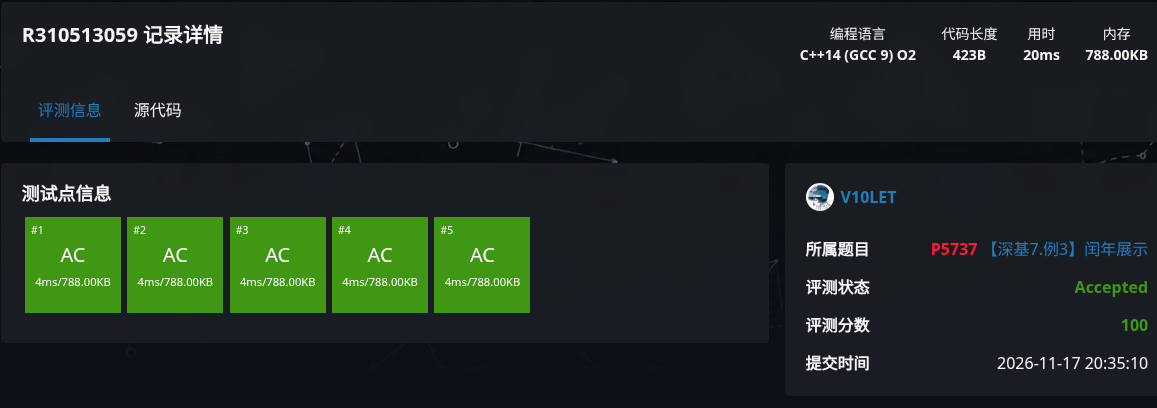 R310513059 记录详情
编程语言 代码长度 用时 内存
C++14 (GCC 9) O2 423B 20ms 788.00KB
评测信息 源代码
测试点信息
#1 #2 #3 #4 #5
AC AC AC AC AC
4ms/788.00KB 4ms/788.00KB 4ms/788.00KB 4ms/788.00KB 4ms/788.00KB
V10LET
所属题目 P5737 【深基7.例3】闰年展示
评测状态 Accepted
评测分数 100
提交时间 2026-11-17 20:35:10